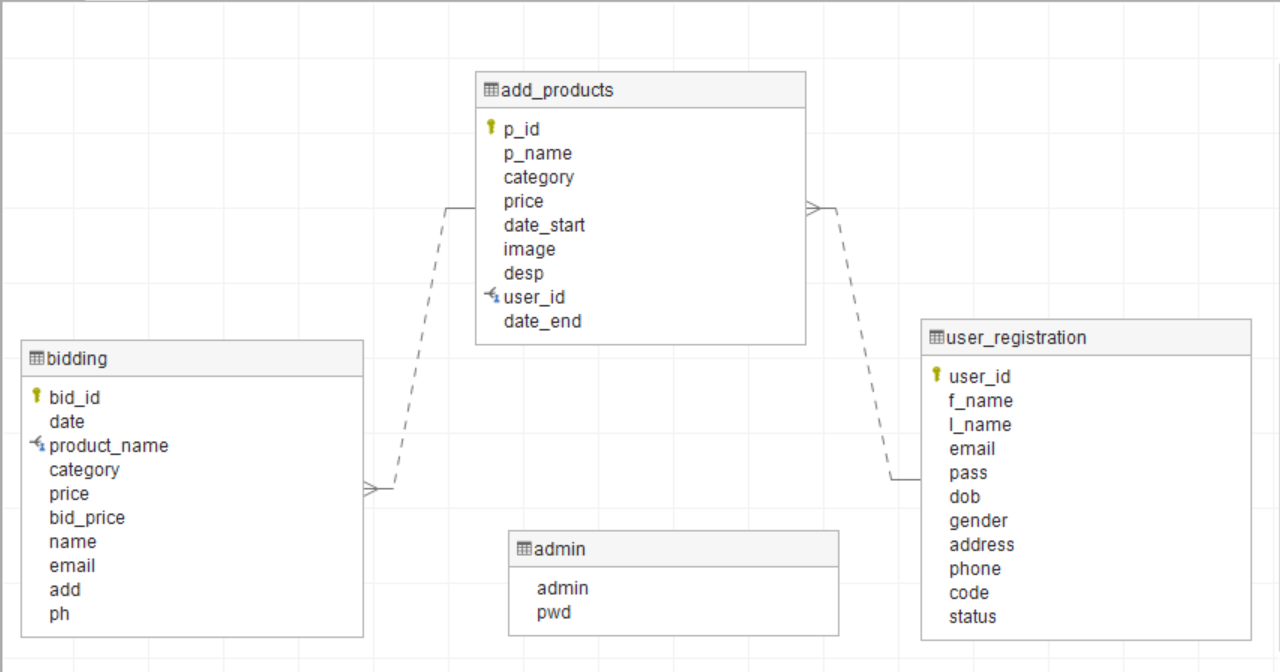 add_products
p_id
p_name
category
price
date_start
image
desp
user_id
date_end
bidding
bid_id
date
product_name
category
price
bid_price
name
email
add
ph
admin
admin
pwd
user_registration
user_id
f_name
l_name
email
pass
dob
gender
address
phone
code
status